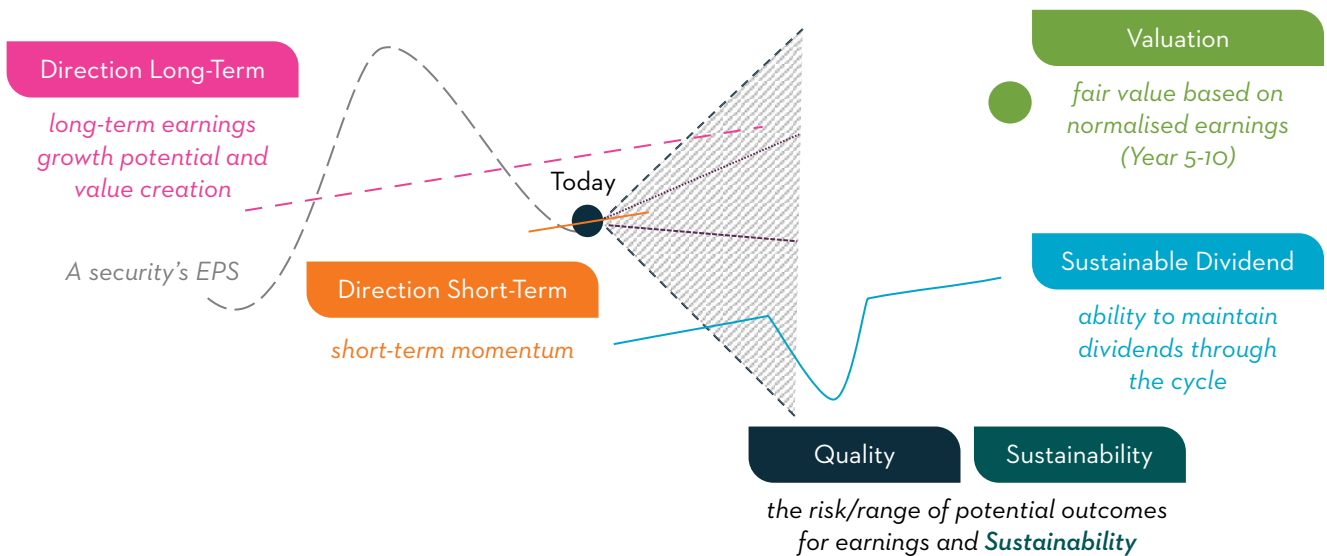 Direction Long-Term
long-term earnings
growth potential and
value creation
A security's EPS
Today
Direction Short-Term
short-term momentum
Valuation
fair value based on
normalised earnings
(Year 5-10)
Sustainable Dividend
ability to maintain
dividends through
the cycle
Quality
Sustainability
the risk/range of potential outcomes
for earnings and Sustainability